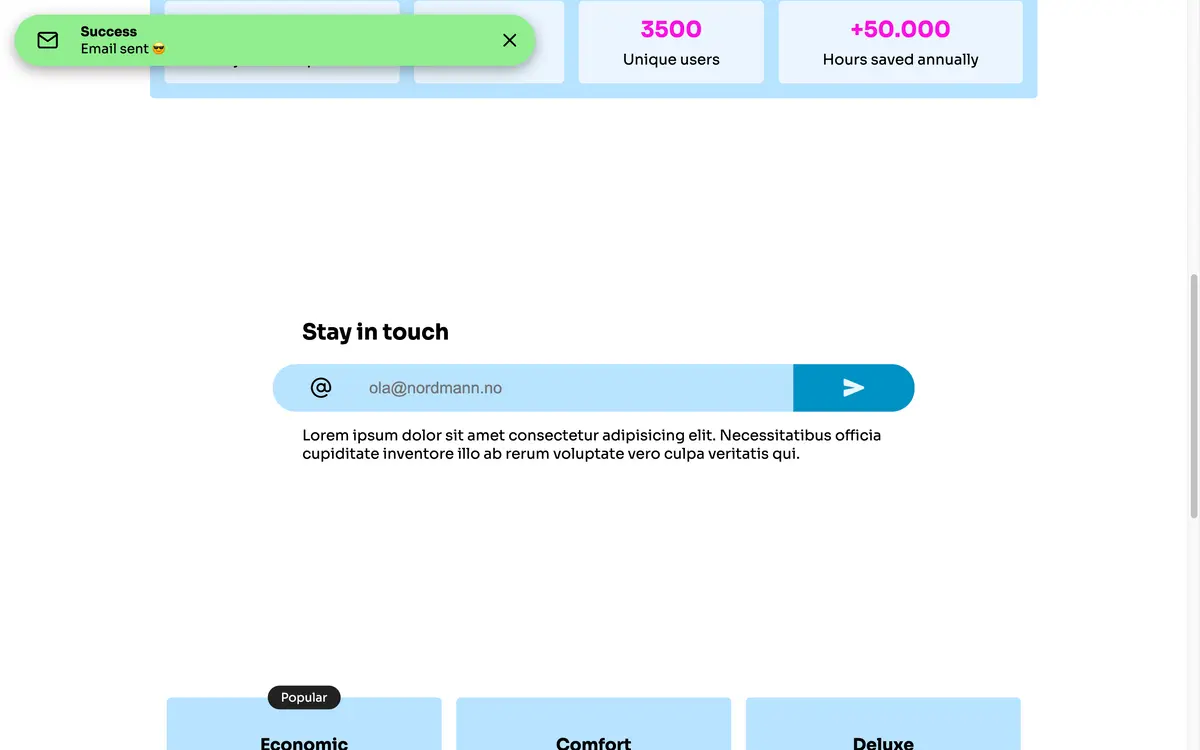 Success
Email sent 😎
3500
Unique users
+50.000
Hours saved annually
Stay in touch
ola@nordmann.no
Lorem ipsum dolor sit amet consectetur adipisicing elit. Necessitatibus officia
cupiditate inventore illo ab rerum voluptate vero culpa veritatis qui.
Popular
Economic
Comfort
Deluxe